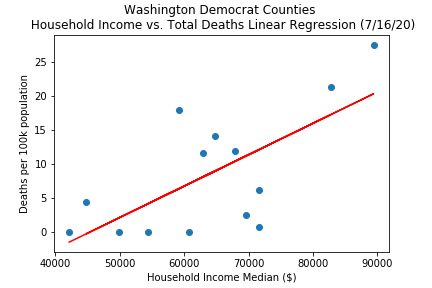 Washington Democrat Counties
Household Income vs. Total Deaths Linear Regression (7/16/20)
Deaths per 100k population
25
20
15
10
5
0
40000 50000 60000 70000 80000 90000
Household Income Median ($)